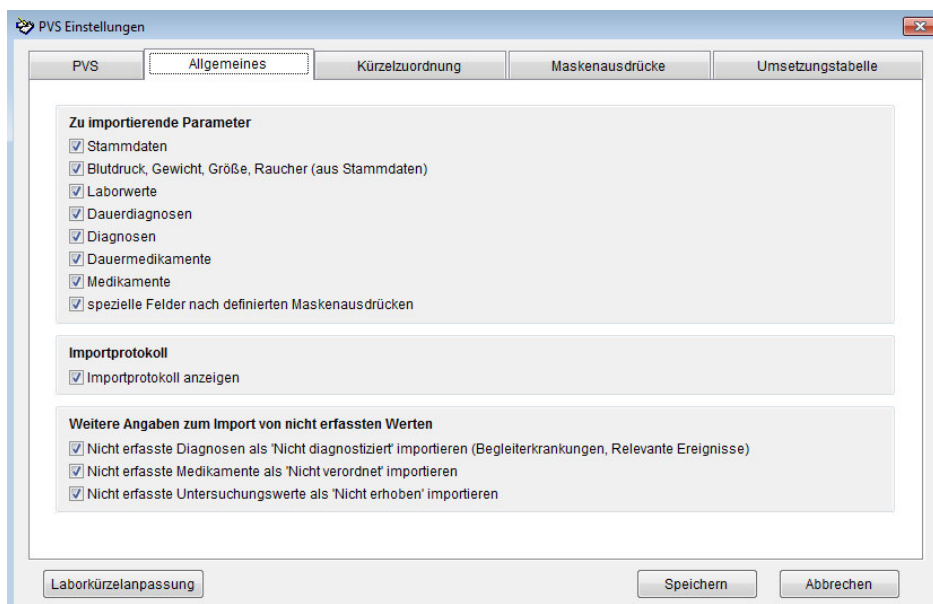 PVS Einstellungen
PVS Allgemeines Kürzelzuordnung Maskenausdrücke Umsetzungstabelle
Zu importierende Parameter
Stammdaten
Blutdruck, Gewicht, Größe, Raucher (aus Stammdaten)
Laborwerte
Dauerdiagnosen
Diagnosen
Dauermedikamente
Medikamente
spezielle Felder nach definierten Maskenausdrücken
Importprotokoll
Importprotokoll anzeigen
Weitere Angaben zum Import von nicht erfassten Werten
Nicht erfasste Diagnosen als 'Nicht diagnostiziert' importieren (Begleiterkrankungen, Relevante Ereignisse)
Nicht erfasste Medikamente als 'Nicht verordnet' importieren
Nicht erfasste Untersuchungswerte als 'Nicht erhoben' importieren
Laborkürzelanpassung Speichern Abbrechen